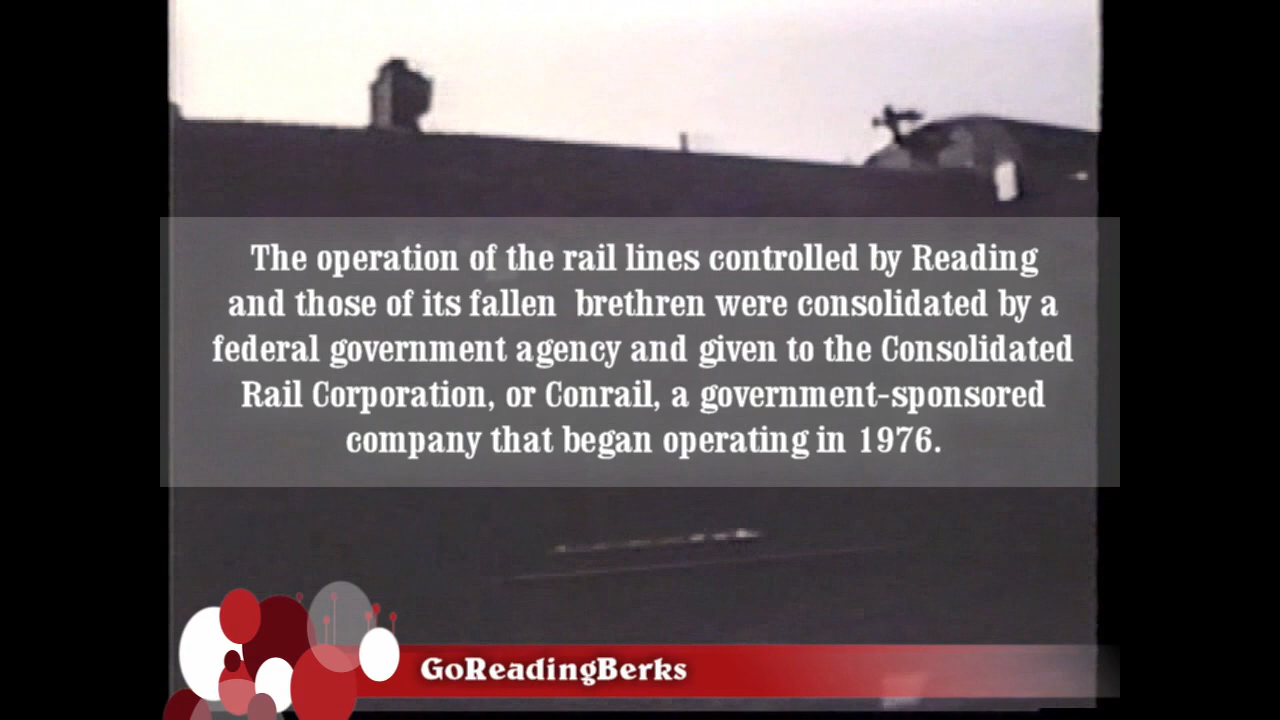 The operation of the rail lines controlled by Reading
and those of its fallen  brethren were consolidated by a
federal government agency and given to the Consolidated
Rail Corporation, or Conrail, a government-sponsored
company that began operating in 1976.
GoReadingBerks